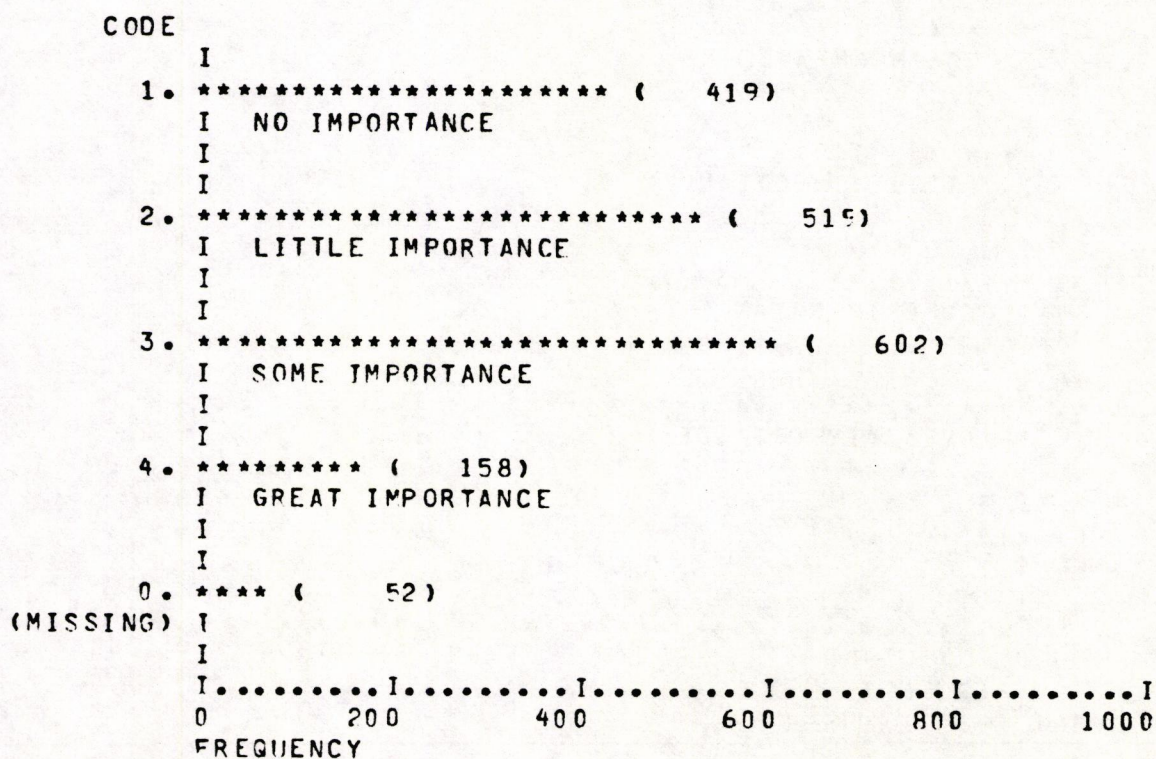 CODE
I
1. ********************** ( 419)
I NO IMPORTANCE
I
I
2. *************************** ( 515)
I LITTLE IMPORTANCE
I
I
3. ******************************* ( 602)
I SOME IMPORTANCE
I
I
4. ********* ( 158)
I GREAT IMPORTANCE
I
I
0. **** ( 52)
(MISSING) I
I
I.........I.........I.........I.........I.........I
0 200 400 600 800 1000
FREQUENCY